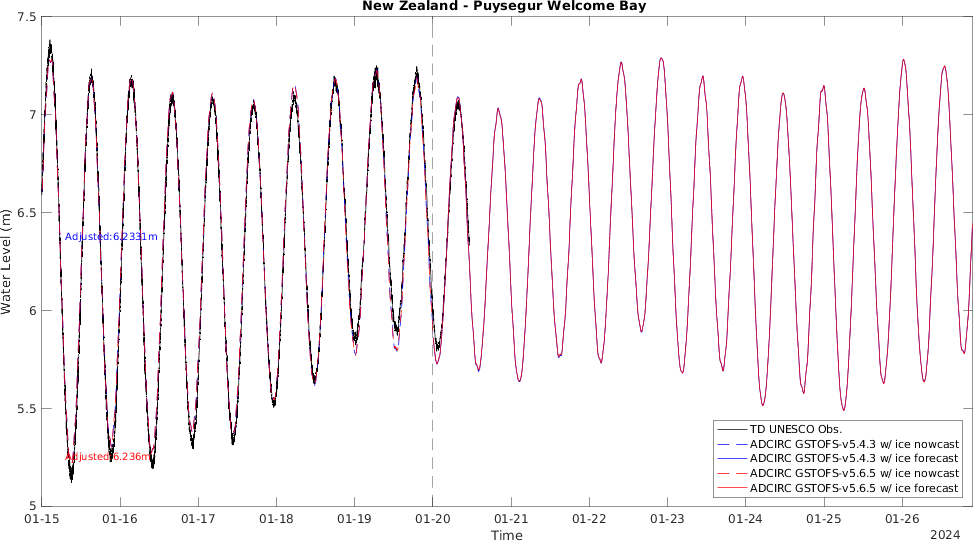 New Zealand - Puysegur Welcome Bay
7.5
7
6.5
6
5.5
5
Water Level (m)
Adjusted:6.2331m
Adjusted:6.236m
TD UNESCO Obs.
ADCIRC GSTOFS-v5.4.3 w/ ice nowcast
ADCIRC GSTOFS-v5.4.3 w/ ice forecast
ADCIRC GSTOFS-v5.6.5 w/ ice nowcast
ADCIRC GSTOFS-v5.6.5 w/ ice forecast
01-15 01-16 01-17 01-18 01-19 01-20 01-21 01-22 01-23 01-24 01-25 01-26
Time
2024